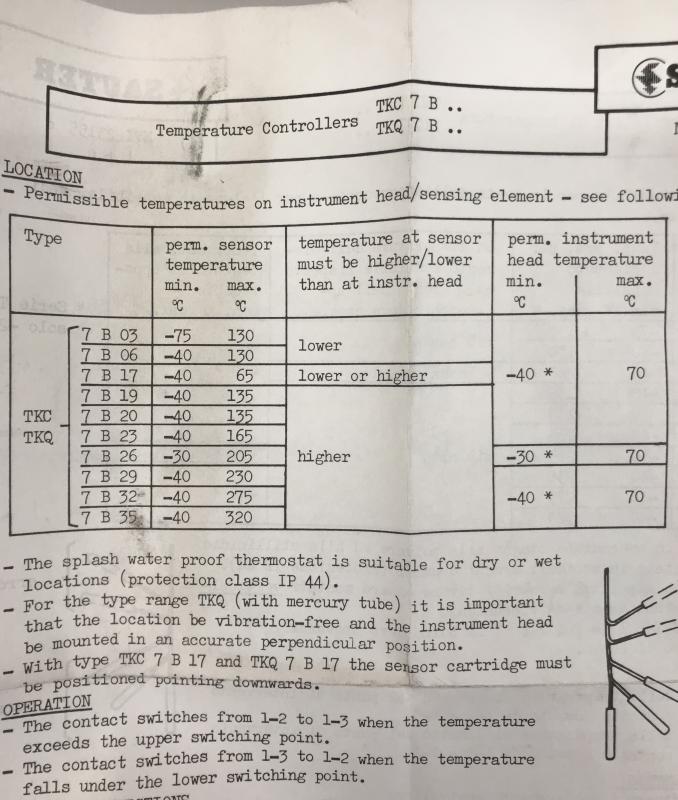 Temperature Controllers TKC 7 B ..
TKQ 7 B ..
LOCATION
- Permissible temperatures on instrument head/sensing element - see
Type perm. sensor temperature temperature at sensor must be higher/lower than at instr. head perm. instrument head temperature
min. max. min. max.
°C °C °C °C
TKC
TKQ
7 B 03 -75 130 lower
7 B 06 -40 130
7 B 17 -40 65 lower or higher -40 * 70
7 B 19 -40 135
7 B 20 -40 135
7 B 23 -40 165
7 B 26 -30 205 higher -30 * 70
7 B 29 -40 230
7 B 32 -40 275 -40 * 70
7 B 35 -40 320
- The splash water proof thermostat is suitable for dry or wet
locations (protection class IP 44).
- For the type range TKQ (with mercury tube) it is important
that the location be vibration-free and the instrument head
be mounted in an accurate perpendicular position.
- With type TKC 7 B 17 and TKQ 7 B 17 the sensor cartridge must
be positioned pointing downwards.
OPERATION
- The contact switches from 1-2 to 1-3 when the temperature
exceeds the upper switching point.
- The contact switches from 1-3 to 1-2 when the temperature
falls under the lower switching point.